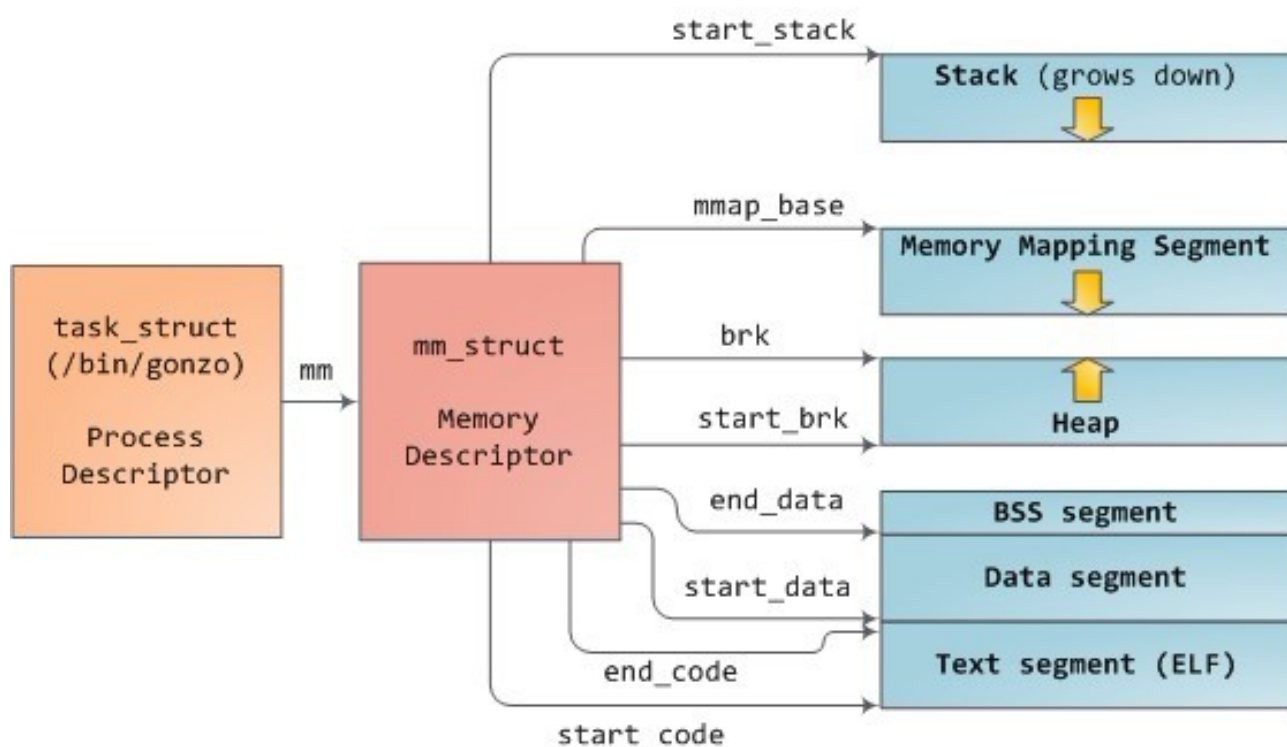 start_stack
Stack (grows down)
mmap_base
Memory Mapping Segment
task_struct
(/bin/gonzo)
Process
Descriptor
mm
mm_struct
Memory
Descriptor
brk
start_brk
Heap
end_data
BSS segment
Data segment
start_data
end_code
Text segment (ELF)
start code